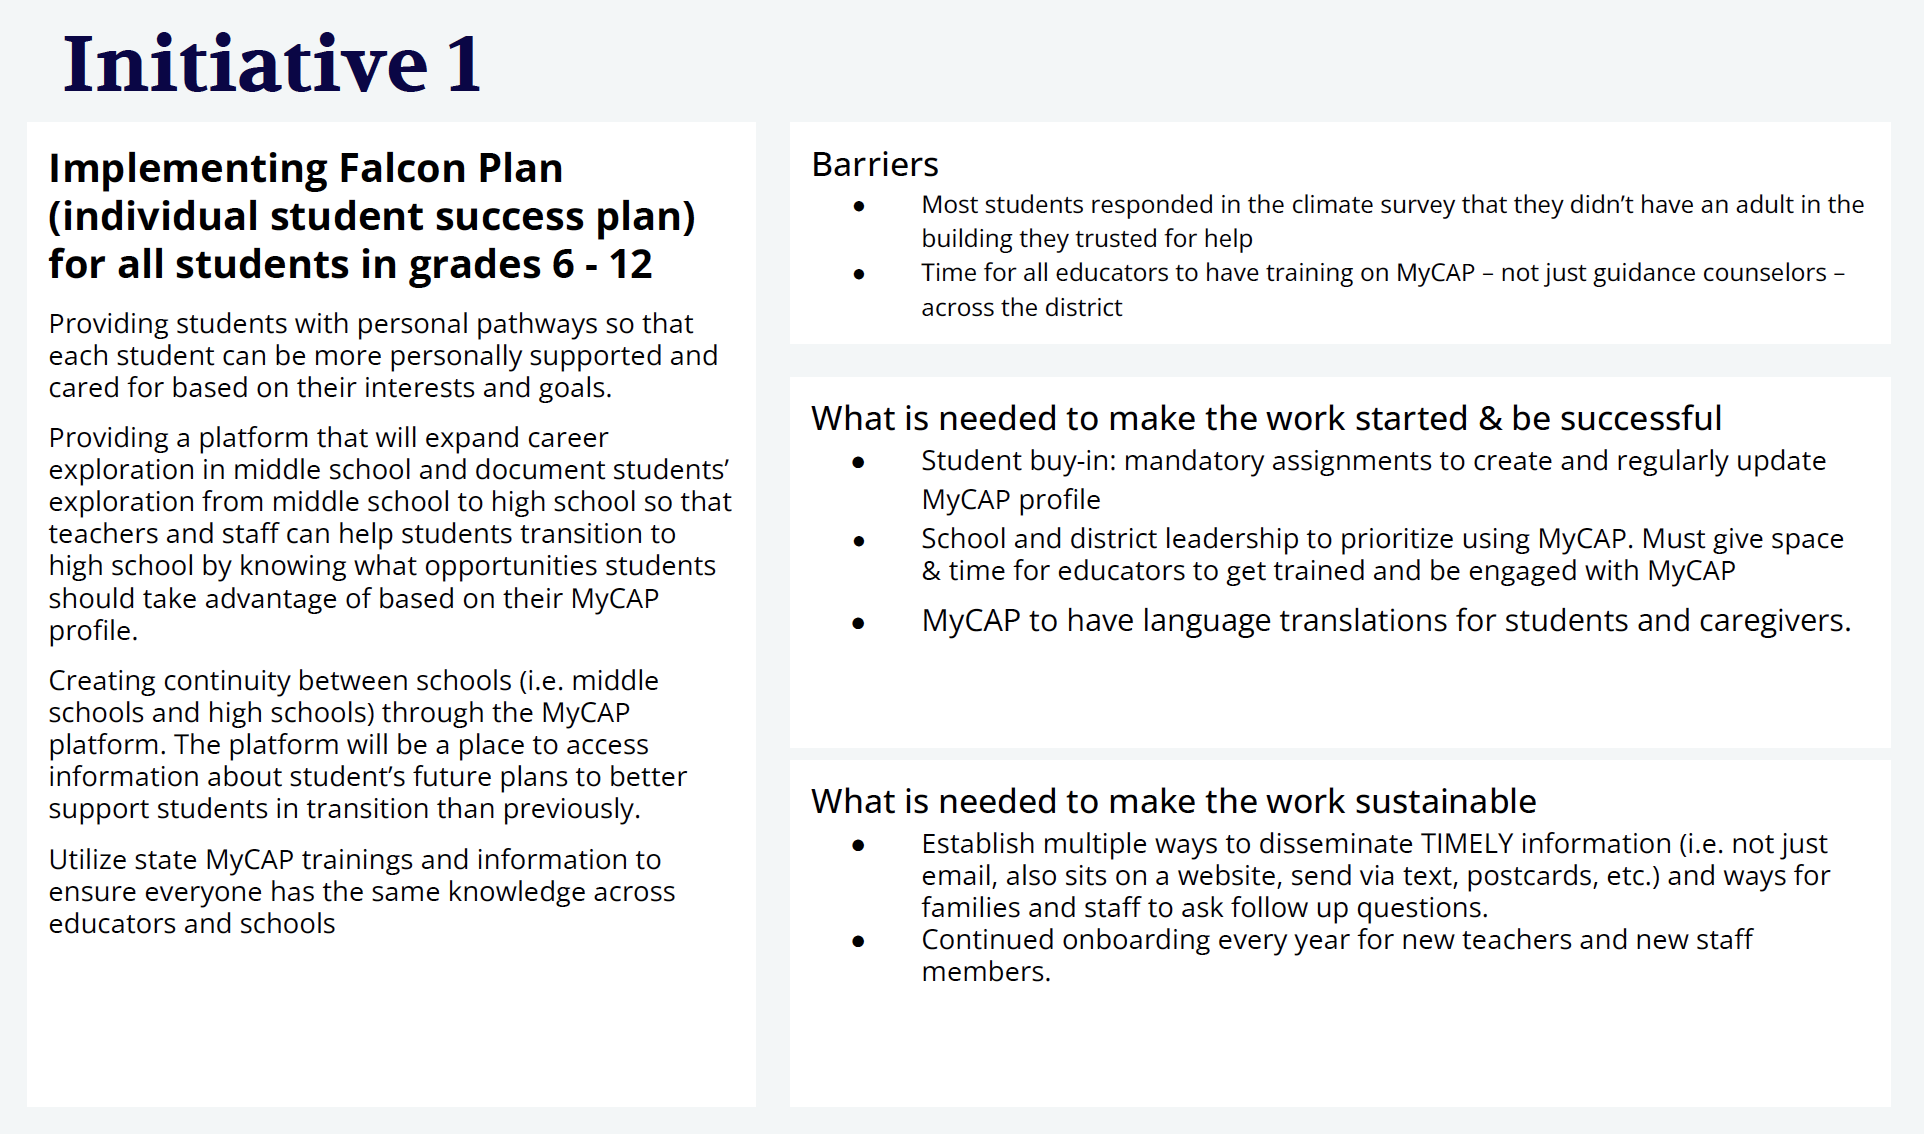 Initiative 1
Implementing Falcon Plan
(individual student success plan)
for all students in grades 6 - 12
Providing students with personal pathways so that
each student can be more personally supported and
cared for based on their interests and goals.
Providing a platform that will expand career
exploration in middle school and document students’
exploration from middle school to high school so that
teachers and staff can help students transition to
high school by knowing what opportunities students
should take advantage of based on their MyCAP
profile.
Creating continuity between schools (i.e. middle
schools and high schools) through the MyCAP
platform. The platform will be a place to access
information about student’s future plans to better
support students in transition than previously.
Utilize state MyCAP trainings and information to
ensure everyone has the same knowledge across
educators and schools
Barriers
● Most students responded in the climate survey that they didn’t have an adult in the
building they trusted for help
● Time for all educators to have training on MyCAP – not just guidance counselors –
across the district
What is needed to make the work started & be successful
● Student buy-in: mandatory assignments to create and regularly update
MyCAP profile
● School and district leadership to prioritize using MyCAP. Must give space
& time for educators to get trained and be engaged with MyCAP
● MyCAP to have language translations for students and caregivers.
What is needed to make the work sustainable
● Establish multiple ways to disseminate TIMELY information (i.e. not just
email, also sits on a website, send via text, postcards, etc.) and ways for
families and staff to ask follow up questions.
● Continued onboarding every year for new teachers and new staff
members.